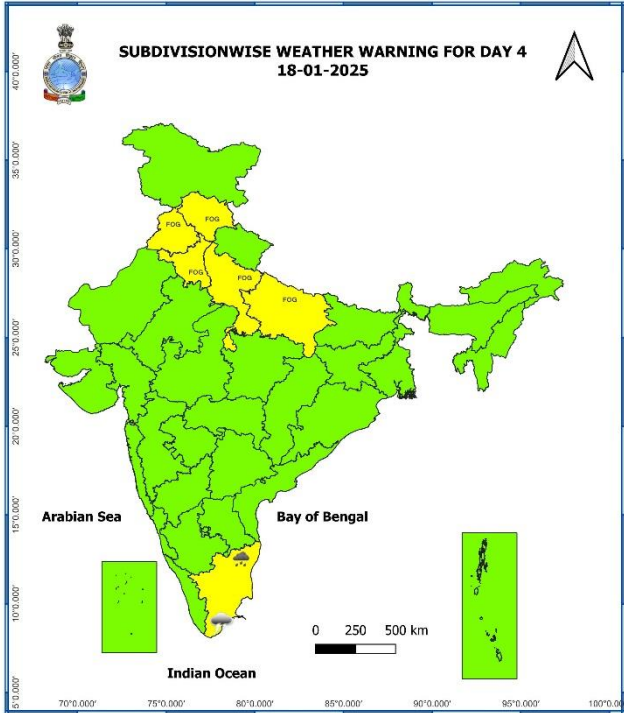 SUBDIVISIONWISE WEATHER WARNING FOR DAY 4
18-01-2025
40°0.000'
35°0.000'
30°0.000'
25°0.000'
20°0.000'
15°0.000'
10°0.000'
5°0.000'
FOG
FOG
FOG
FOG
FOG
Arabian Sea
Bay of Bengal
0 250 500 km
Indian Ocean
70°0.000' 75°0.000' 80°0.000' 85°0.000' 90°0.000' 95°0.000' 100°0.00